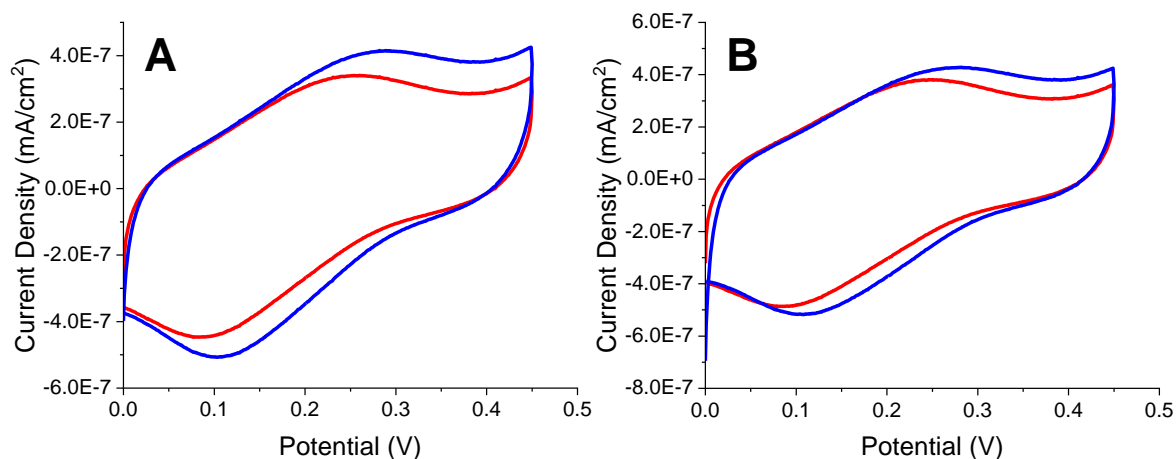 A
Current Density (mA/cm²)
4.0E-7
2.0E-7
0.0E+0
-2.0E-7
-4.0E-7
-6.0E-7
0.0 0.1 0.2 0.3 0.4 0.5
Potential (V)
B
Current Density (mA/cm²)
6.0E-7
4.0E-7
2.0E-7
0.0E+0
-2.0E-7
-4.0E-7
-6.0E-7
-8.0E-7
0.0 0.1 0.2 0.3 0.4 0.5
Potential (V)